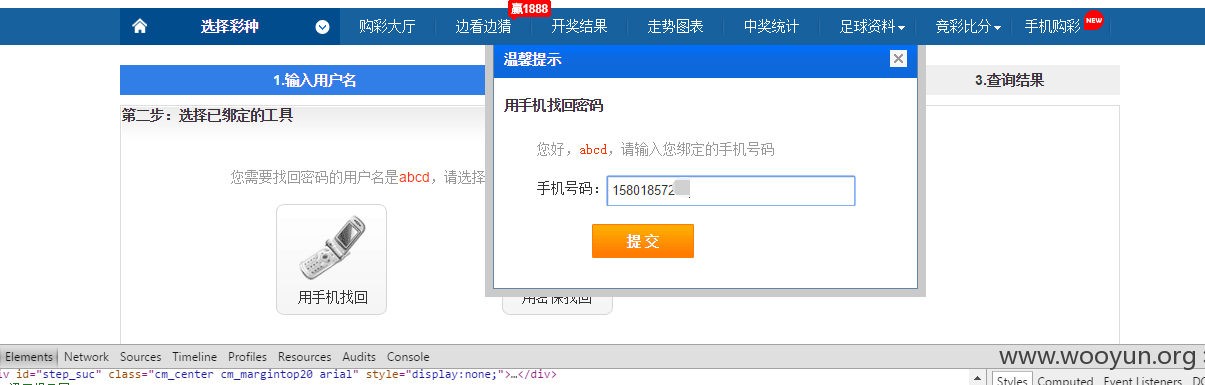 赢1888
选择彩种 购彩大厅 边看边猜 开奖结果 走势图表 中奖统计 足球资料 竞彩比分 手机购彩 NEW
1.输入用户名 3.查询结果
温馨提示
第二步：选择已绑定的工具
用手机找回密码
您好，abcd，请输入您绑定的手机号码
您需要找回密码的用户名是abcd，请选择
手机号码：158018572
提交
用手机找回 用密保找回
Elements Network Sources Timeline Profiles Resources Audits Console
www.wooyun.org
div id="step_suc" class="cm_center cm_margintop20 arial" style="display:none;">…</div>
Styles Computed Event Listeners